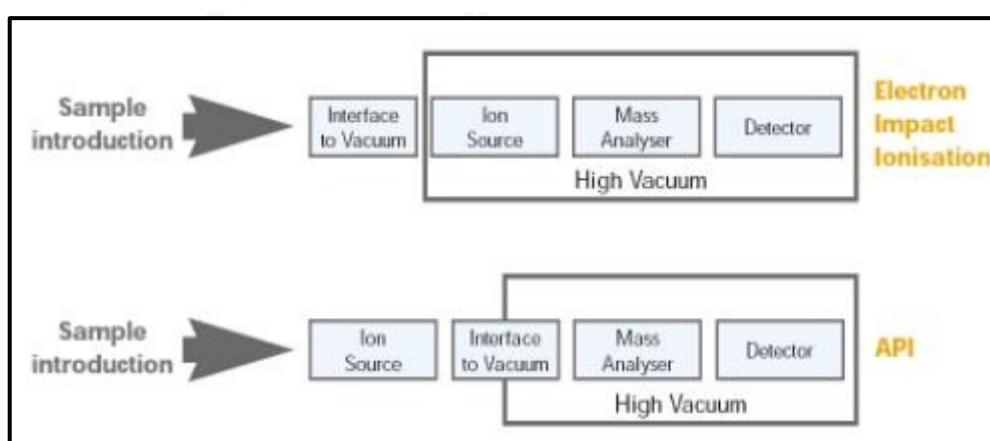 Sample
introduction
Interface
to Vacuum
Ion
Source
Mass
Analyser
Detector
High Vacuum
Electron
Impact
Ionisation
Sample
introduction
Ion
Source
Interface
to Vacuum
Mass
Analyser
Detector
High Vacuum
API